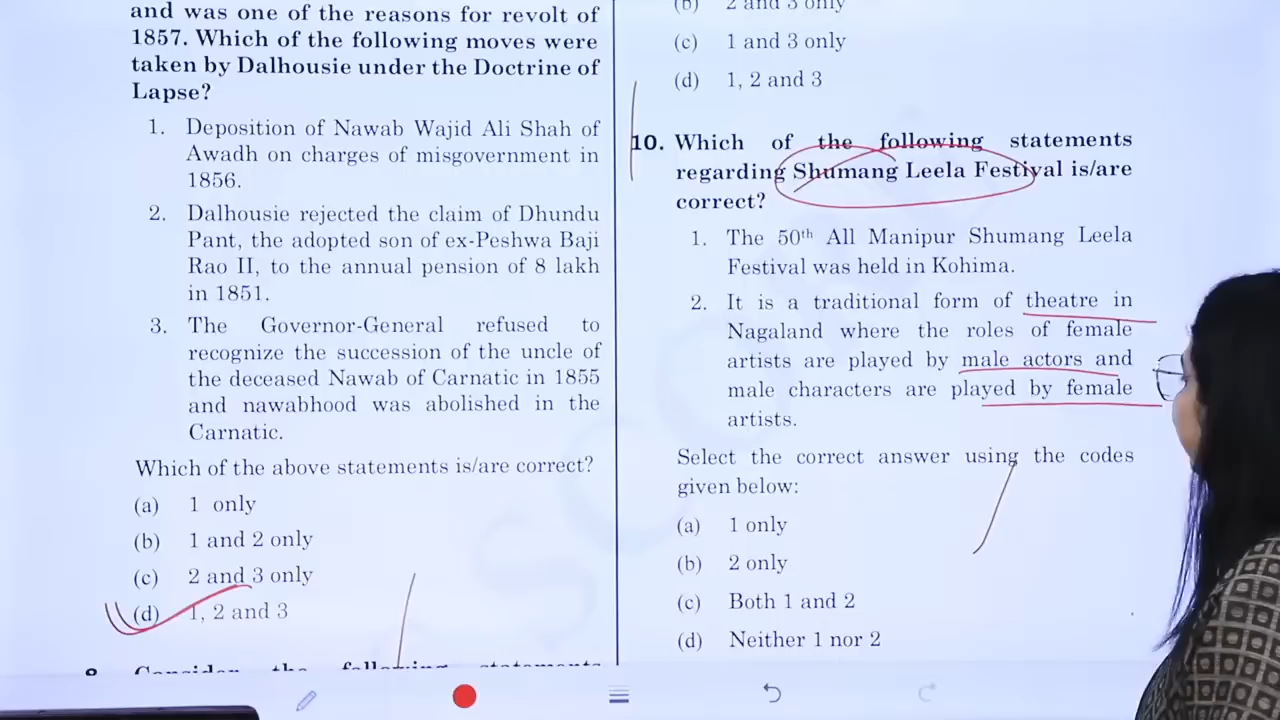 and was one of the reasons for revolt of
1857. Which of the following moves were
taken by Dalhousie under the Doctrine of
Lapse?
1. Deposition of Nawab Wajid Ali Shah of
Awadh on charges of misgovernment in
1856.
2. Dalhousie rejected the claim of Dhundu
Pant, the adopted son of ex-Peshwa Baji
Rao II, to the annual pension of 8 lakh
in 1851.
3. The Governor-General refused to
recognize the succession of the uncle of
the deceased Nawab of Carnatic in 1855
and nawabhood was abolished in the
Carnatic.
Which of the above statements is/are correct?
(a) 1 only
(b) 1 and 2 only
(c) 2 and 3 only
(d) 1, 2 and 3
(b) 2 and 3 only
(c) 1 and 3 only
(d) 1, 2 and 3
10. Which of the following statements
regarding Shumang Leela Festival is/are
correct?
1. The 50th All Manipur Shumang Leela
Festival was held in Kohima.
2. It is a traditional form of theatre in
Nagaland where the roles of female
artists are played by male actors and
male characters are played by female
artists.
Select the correct answer using the codes
given below:
(a) 1 only
(b) 2 only
(c) Both 1 and 2
(d) Neither 1 nor 2